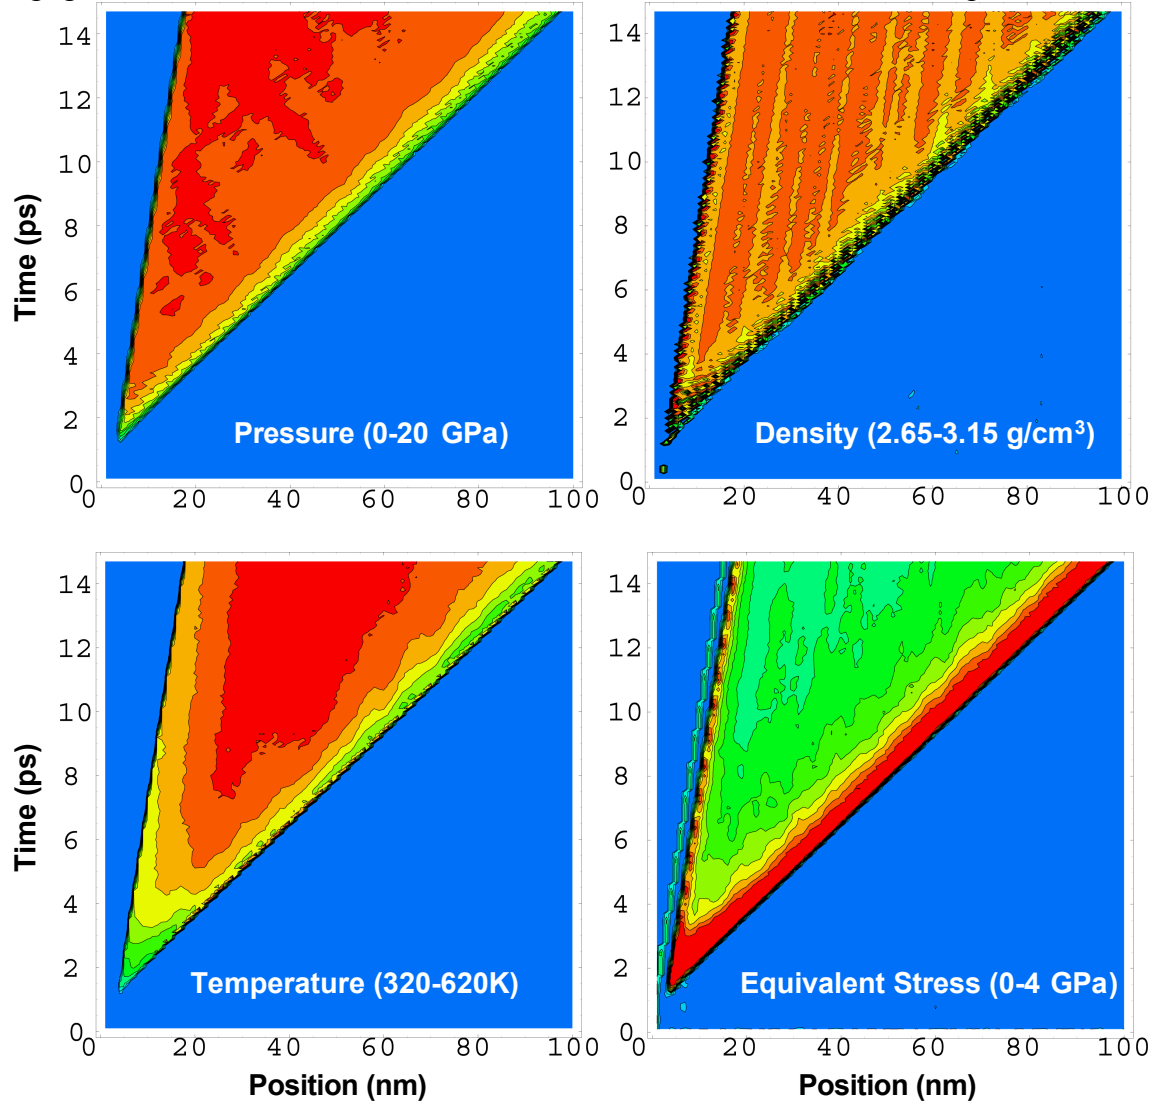 14
12
10
8
6
4
2
0
Time (ps)
Pressure (0-20 GPa)
0 20 40 60 80 100
14
12
10
8
6
4
2
0
Density (2.65-3.15 g/cm³)
0 20 40 60 80 100
14
12
10
8
6
4
2
0
Time (ps)
Temperature (320-620K)
0 20 40 60 80 100
Position (nm)
14
12
10
8
6
4
2
0
Equivalent Stress (0-4 GPa)
0 20 40 60 80 100
Position (nm)